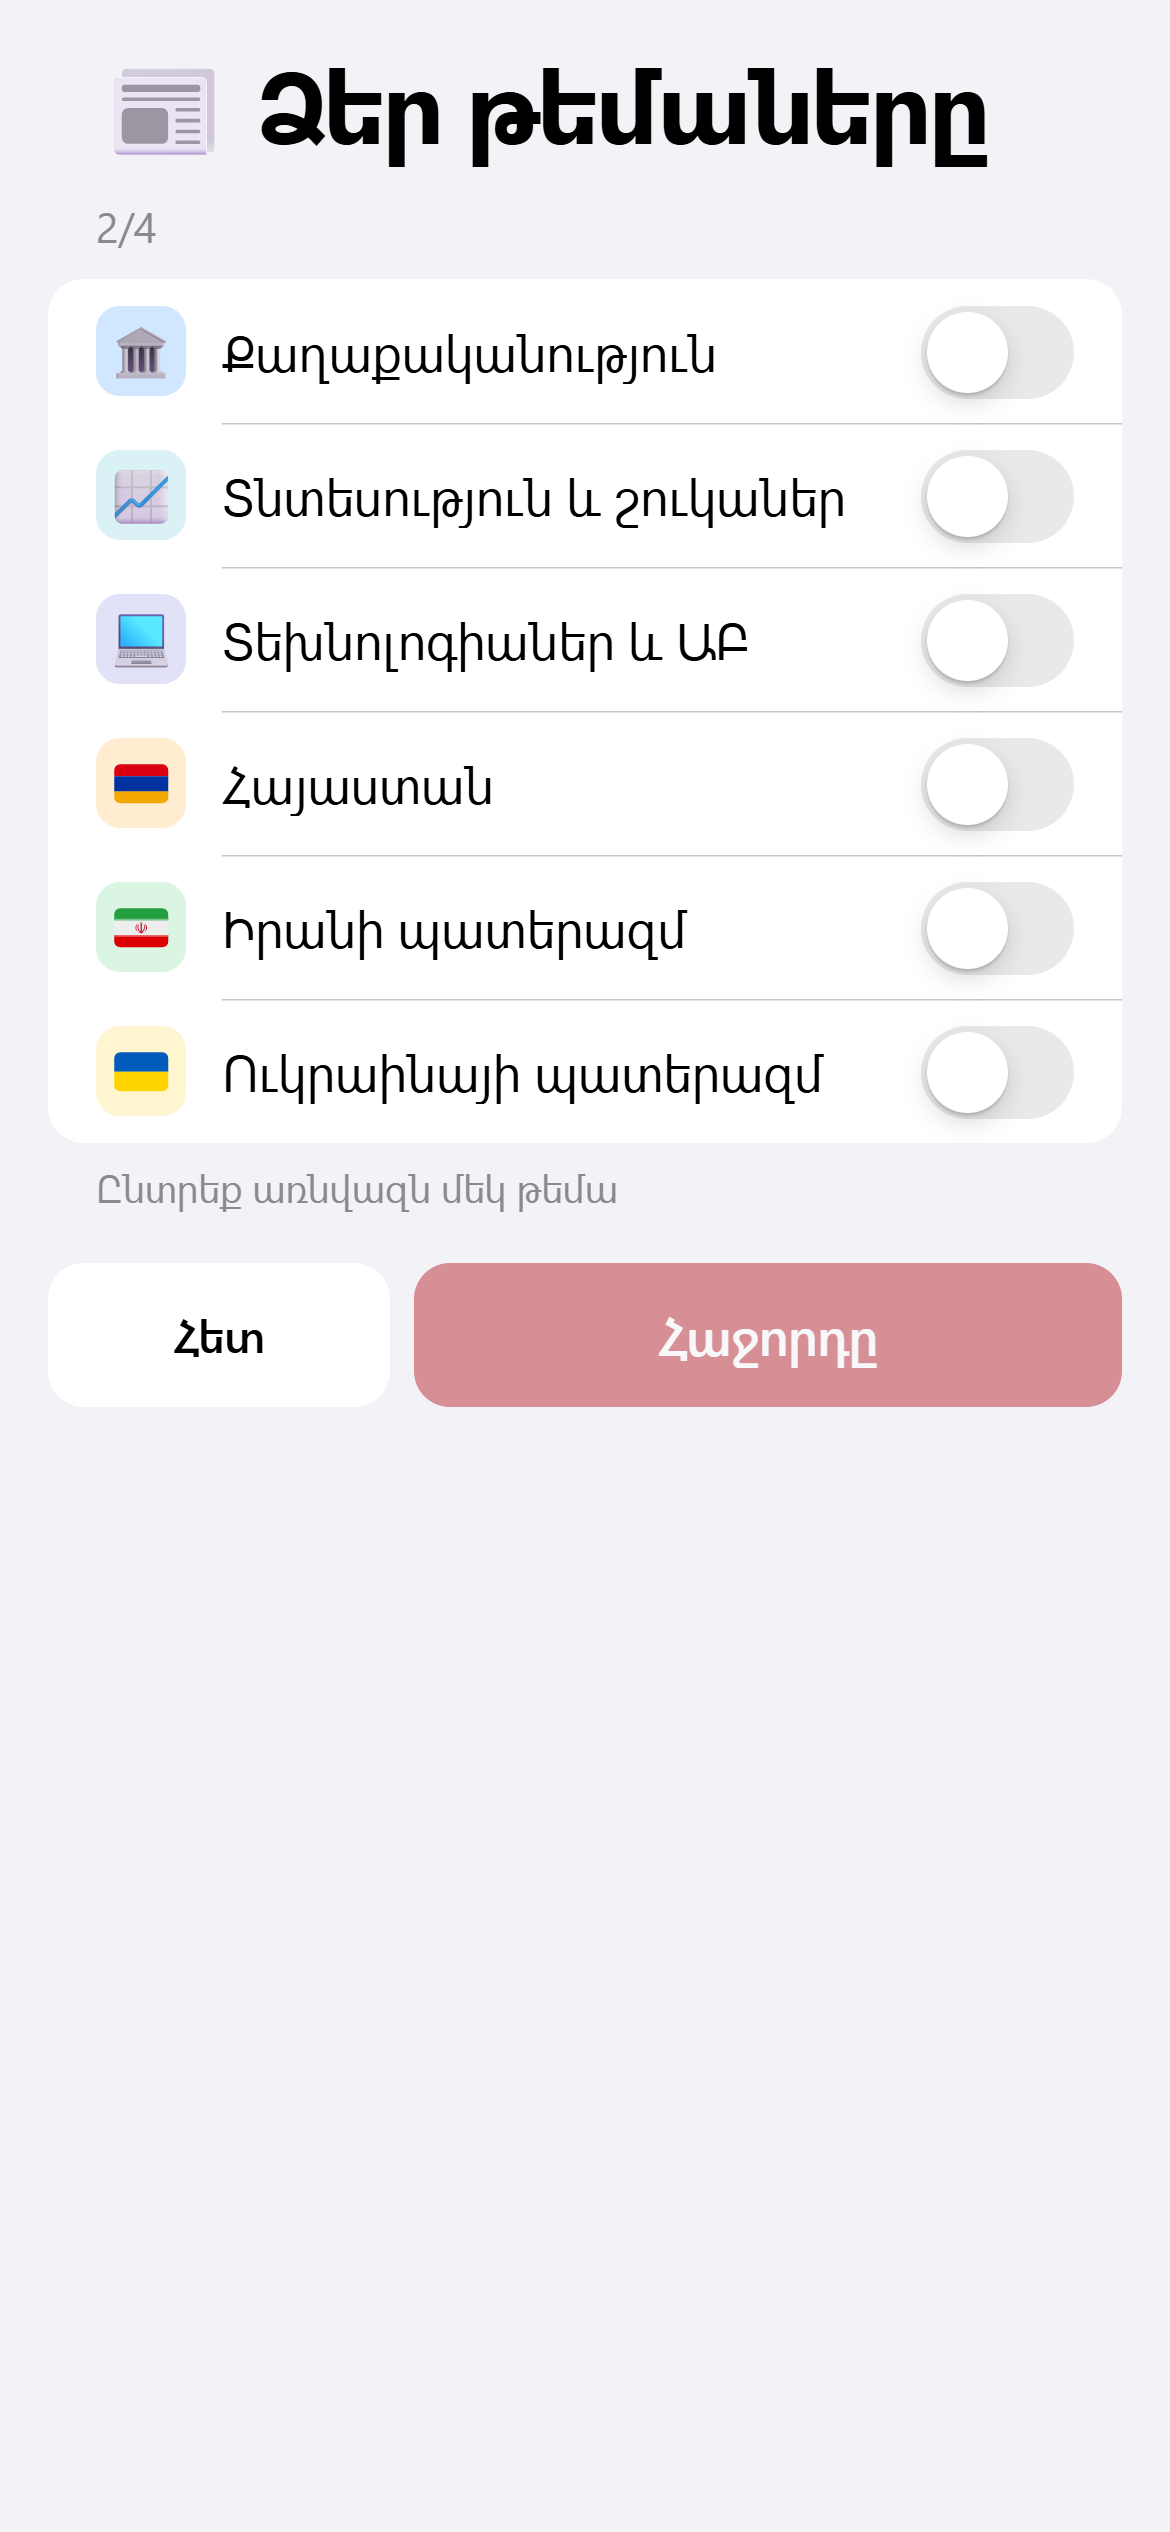 Ձեր թեմաները
2/4
Քաղաքականություն
Տնտեսություն և շուկաներ
Տեխնոլոգիաներ և ԱԲ
Հայաստան
Իրանի պատերազմ
Ուկրաինայի պատերազմ
Ընտրեք առնվազն մեկ թեմա
Հետ
Հաջորդը